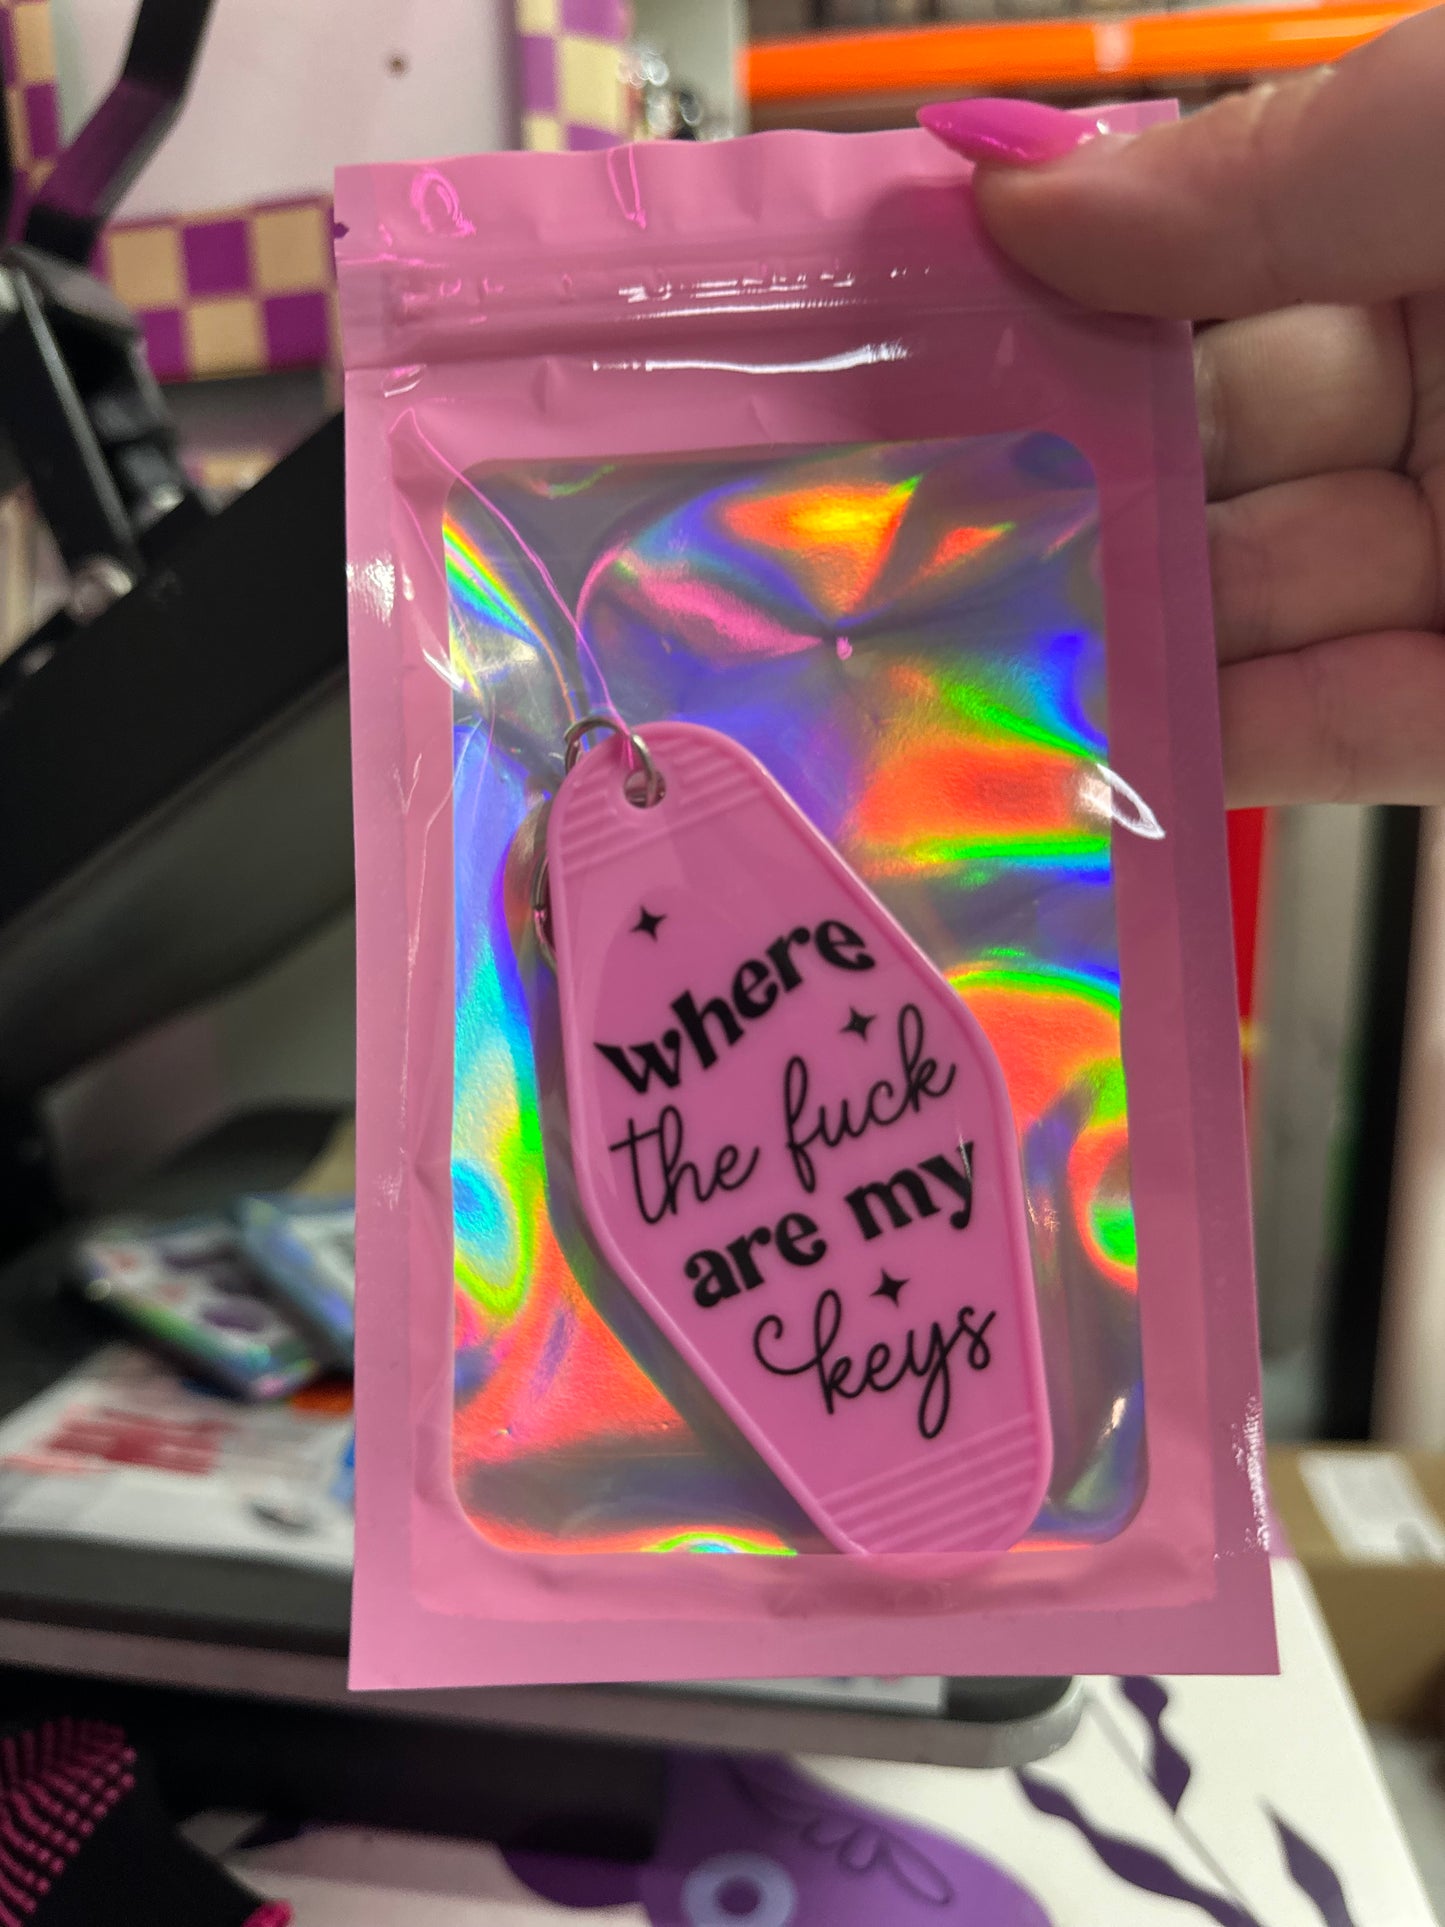 where
the fuck
are my
keys